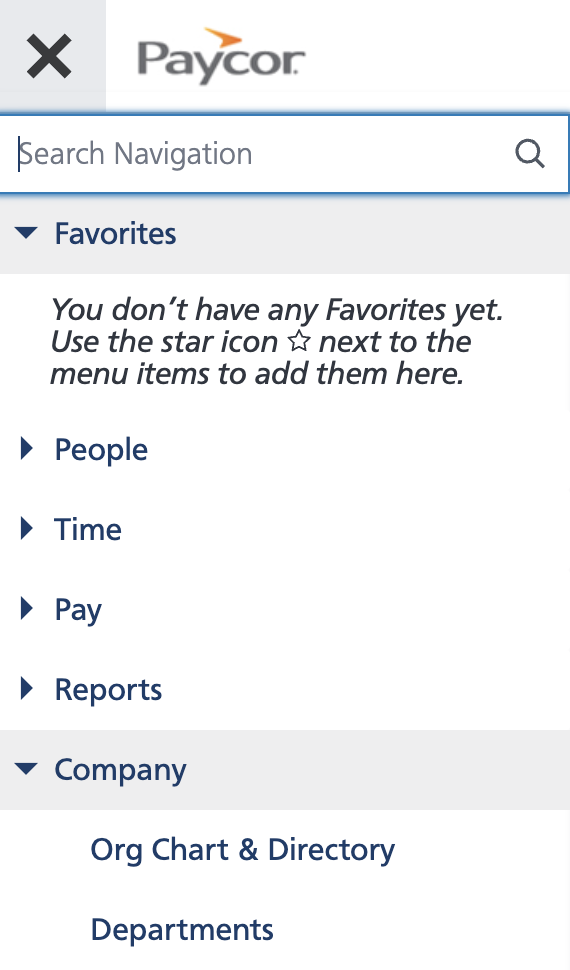 Paycor
Search Navigation
Favorites
You don’t have any Favorites yet.
Use the star icon ☆ next to the
menu items to add them here.
People
Time
Pay
Reports
Company
Org Chart & Directory
Departments